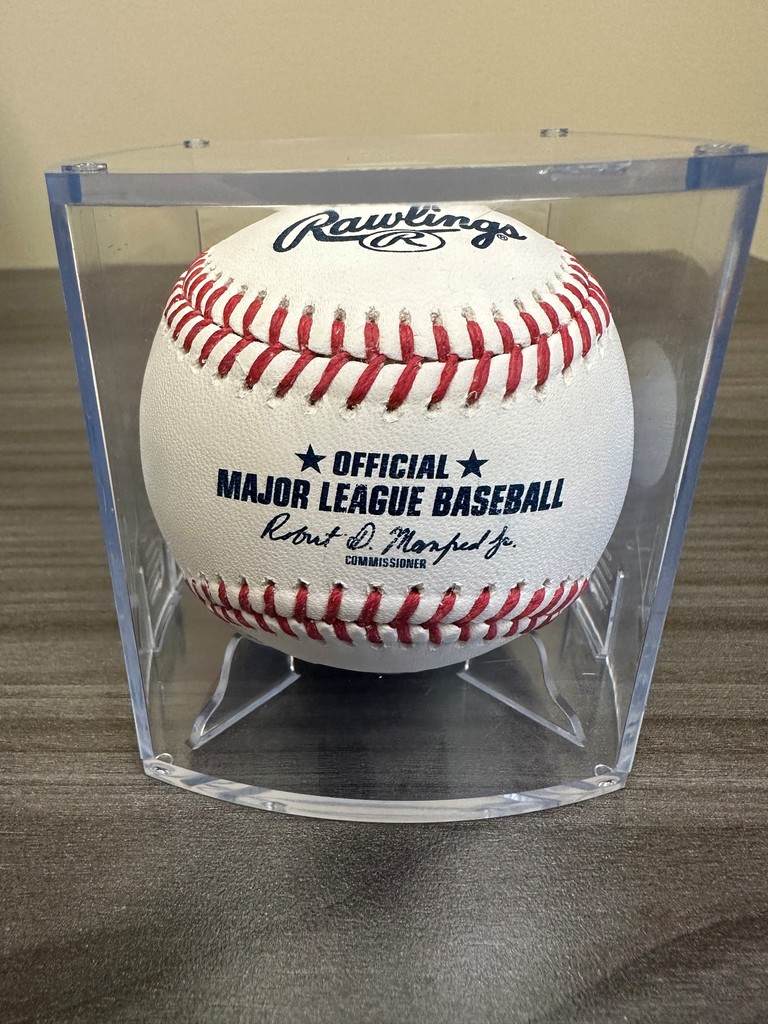 Rawlings®
R
★ OFFICIAL ★
MAJOR LEAGUE BASEBALL
Robert D. Manfred Jr.
COMMISSIONER